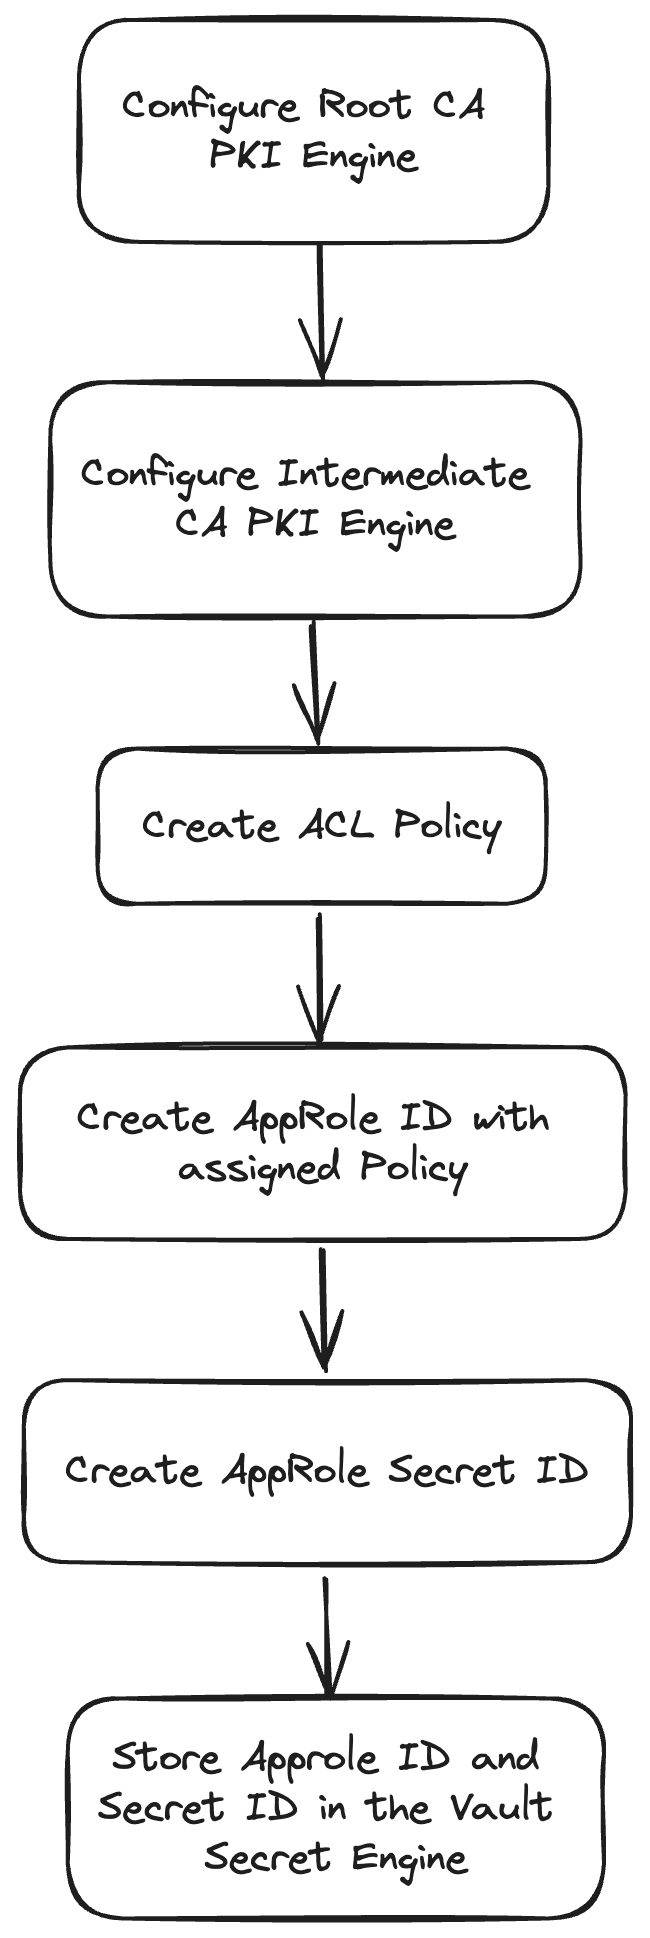 Configure Root CA
PKI Engine
Configure Intermediate
CA PKI Engine
Create ACL Policy
Create AppRole ID with
assigned Policy
Create AppRole Secret ID
Store Approle ID and
Secret ID in the Vault
Secret Engine